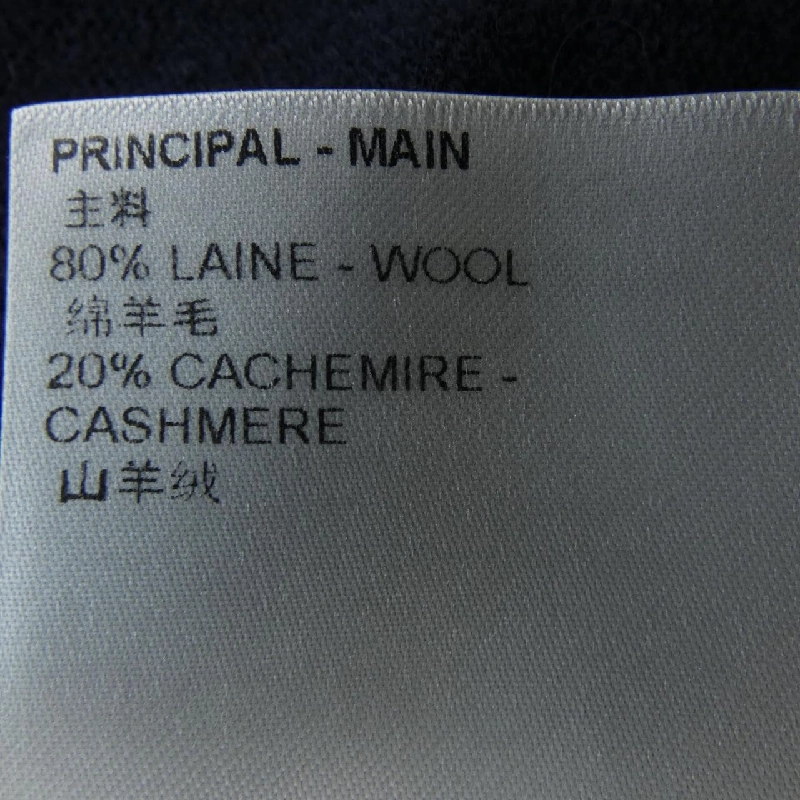 PRINCIPAL - MAIN
主料
80% LAINE - WOOL
绵羊毛
20% CACHEMIRE -
CASHMERE
山羊绒